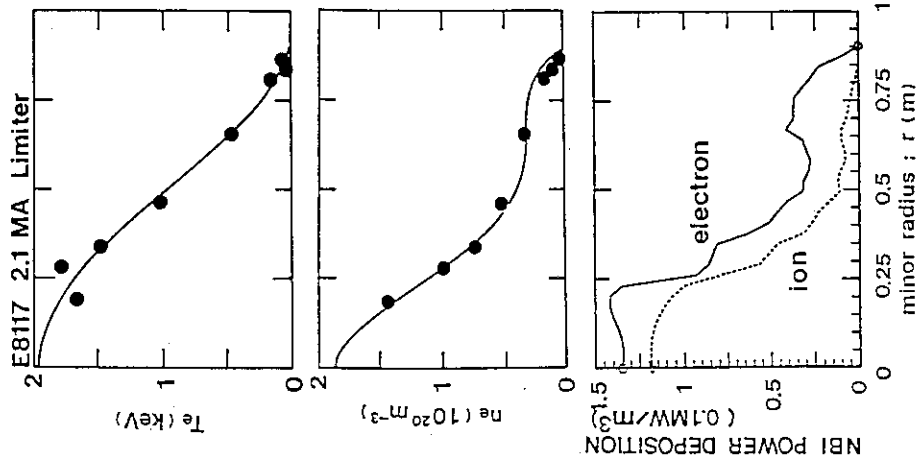 E8117 2.1 MA Limiter
Te (keV)
2
1
0
ne (10²⁰m⁻³)
2
1
0
NBI POWER DEPOSITION
(0.1MW/m³)
1.5
1
0.5
0
electron
ion
0 0.25 0.5 0.75 1
minor radius ; r (m)